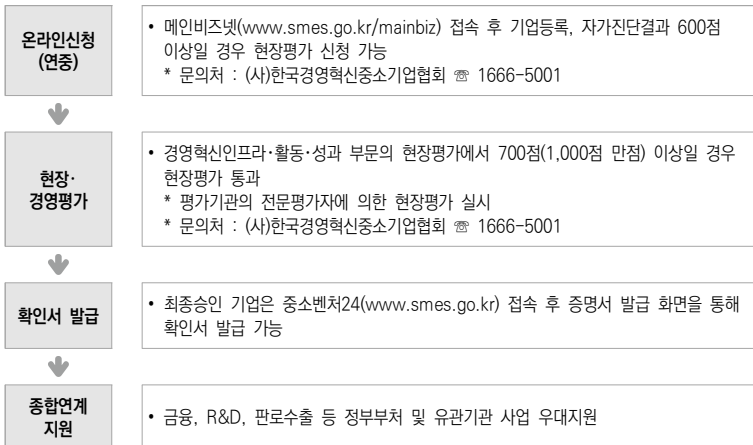 온라인신청
(연중)
• 메인비즈넷(www.smes.go.kr/mainbiz) 접속 후 기업등록, 자가진단결과 600점
이상일 경우 현장평가 신청 가능
* 문의처 : (사)한국경영혁신중소기업협회 ☏ 1666-5001
현장·
경영평가
• 경영혁신인프라·활동·성과 부문의 현장평가에서 700점(1,000점 만점) 이상일 경우
현장평가 통과
* 평가기관의 전문평가자에 의한 현장평가 실시
* 문의처 : (사)한국경영혁신중소기업협회 ☏ 1666-5001
확인서 발급
• 최종승인 기업은 중소벤처24(www.smes.go.kr) 접속 후 증명서 발급 화면을 통해
확인서 발급 가능
종합연계
지원
• 금융, R&D, 판로수출 등 정부부처 및 유관기관 사업 우대지원